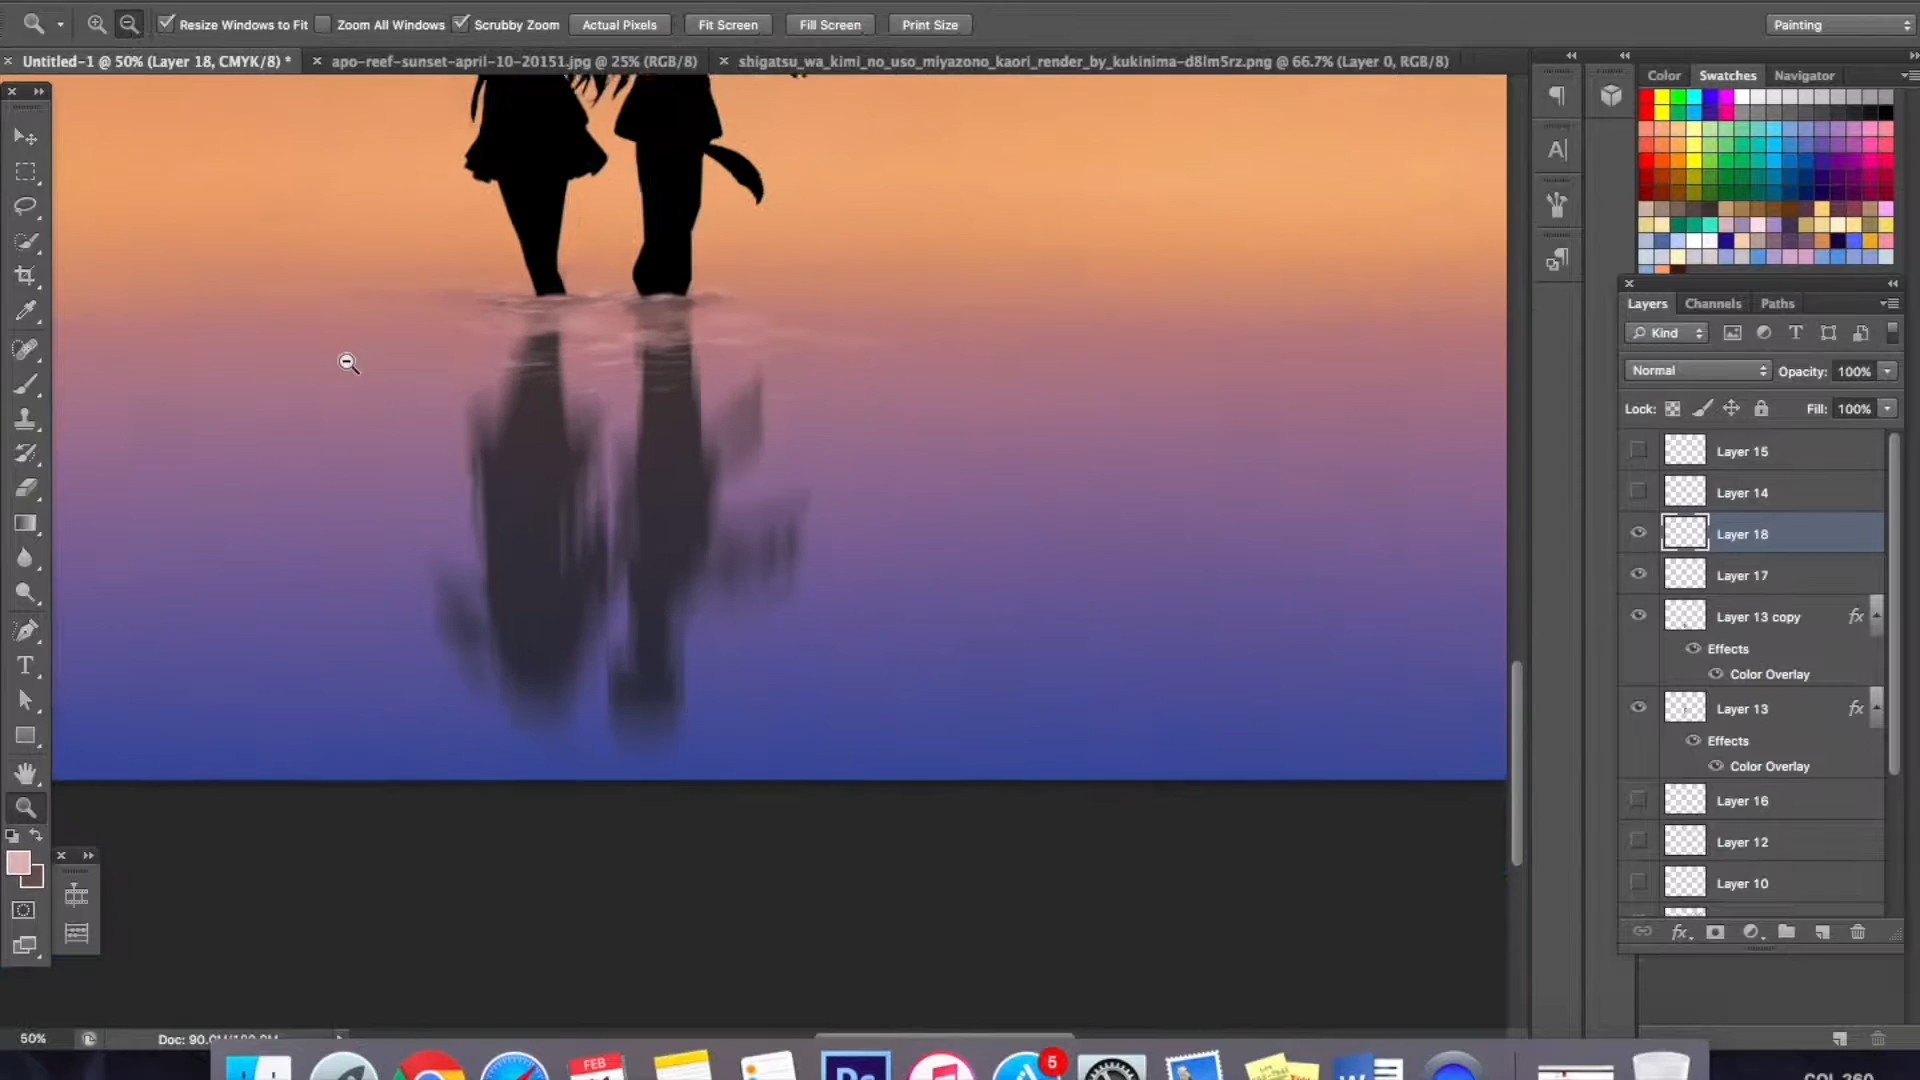 Resize Windows to Fit Zoom All Windows Scrubby Zoom Actual Pixels Fit Screen Fill Screen Print Size Painting
Untitled-1 @ 50% (Layer 18, CMYK/8) * apo-reef-sunset-april-10-20151.jpg @ 25% (RGB/8) shigatsu_wa_kimi_no_uso_miyazono_kaori_render_by_kukinima-d8lm5rz.png @ 66.7% (Layer 0, RGB/8)
Color Swatches Navigator
Layers Channels Paths
Kind
Normal Opacity: 100%
Lock: Fill: 100%
Layer 15
Layer 14
Layer 18
Layer 17
Layer 13 copy fx
Effects
Color Overlay
Layer 13 fx
Effects
Color Overlay
Layer 16
Layer 12
Layer 10
fx
50% Doc:
FEB
5
Ps
W